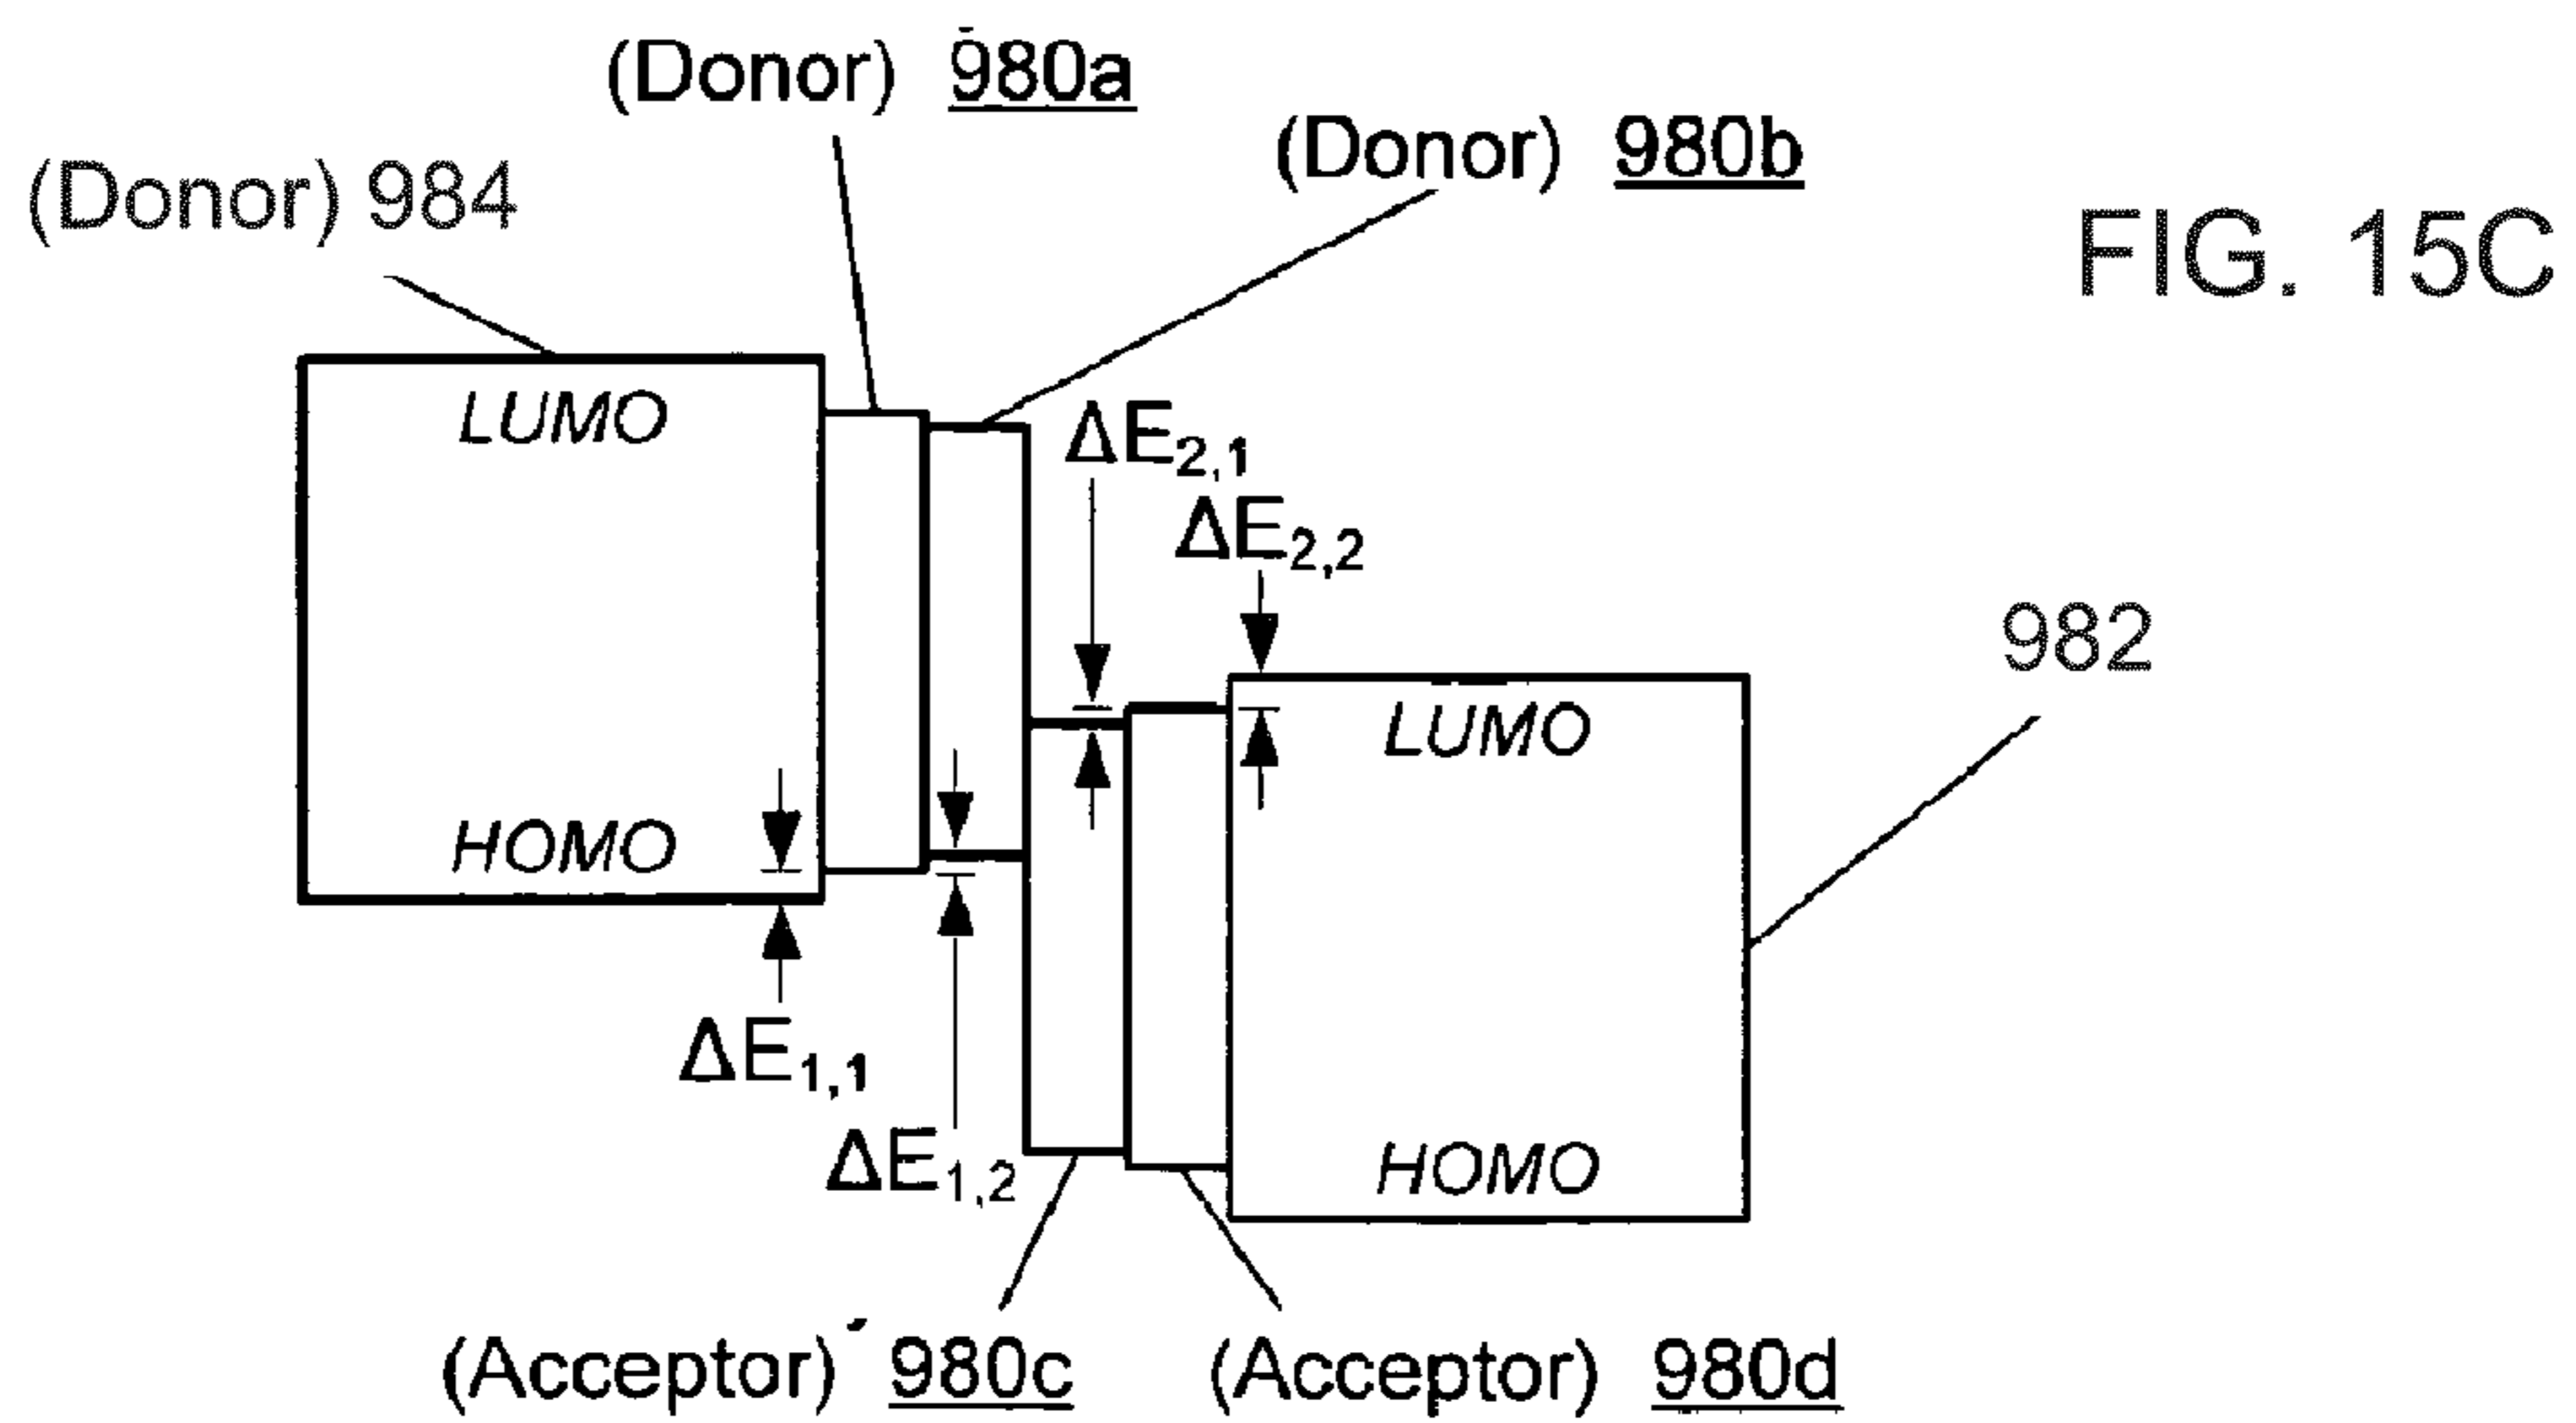 (Donor) 980a
(Donor) 980b
(Donor) 984
FIG. 15C
LUMO
ΔE2,1
ΔE2,2
982
LUMO
HOMO
ΔE1,1
ΔE1,2
HOMO
(Acceptor) 980c
(Acceptor) 980d